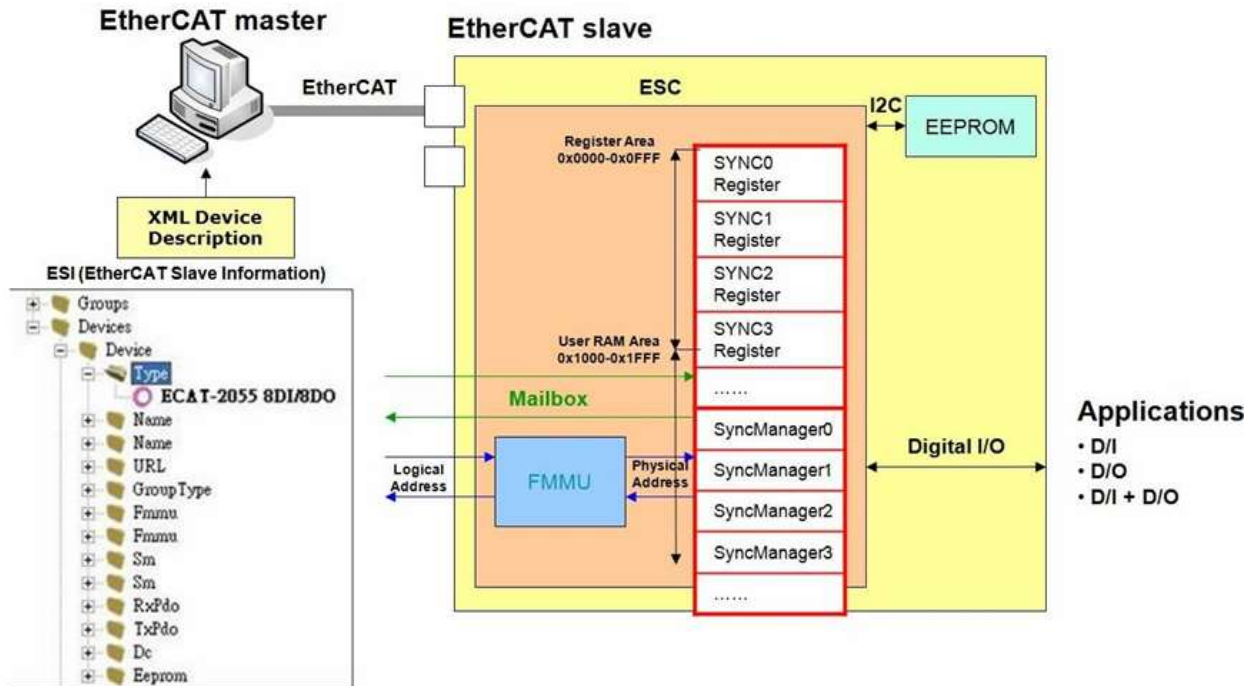 EtherCAT master
EtherCAT slave
EtherCAT
ESC
I2C
EEPROM
Register Area
0x0000-0x0FFF
SYNC0
Register
SYNC1
Register
SYNC2
Register
SYNC3
Register
......
XML Device
Description
ESI (EtherCAT Slave Information)
Groups
Devices
Device
Type
ECAT-2055 8DI/8DO
Name
Name
URL
GroupType
Fmmu
Fmmu
Sm
Sm
RxPdo
TxPdo
Dc
Eeprom
User RAM Area
0x1000-0x1FFF
Mailbox
Logical
Address
FMMU
Physical
Address
SyncManager0
SyncManager1
SyncManager2
SyncManager3
......
Digital I/O
Applications
• D/I
• D/O
• D/I + D/O